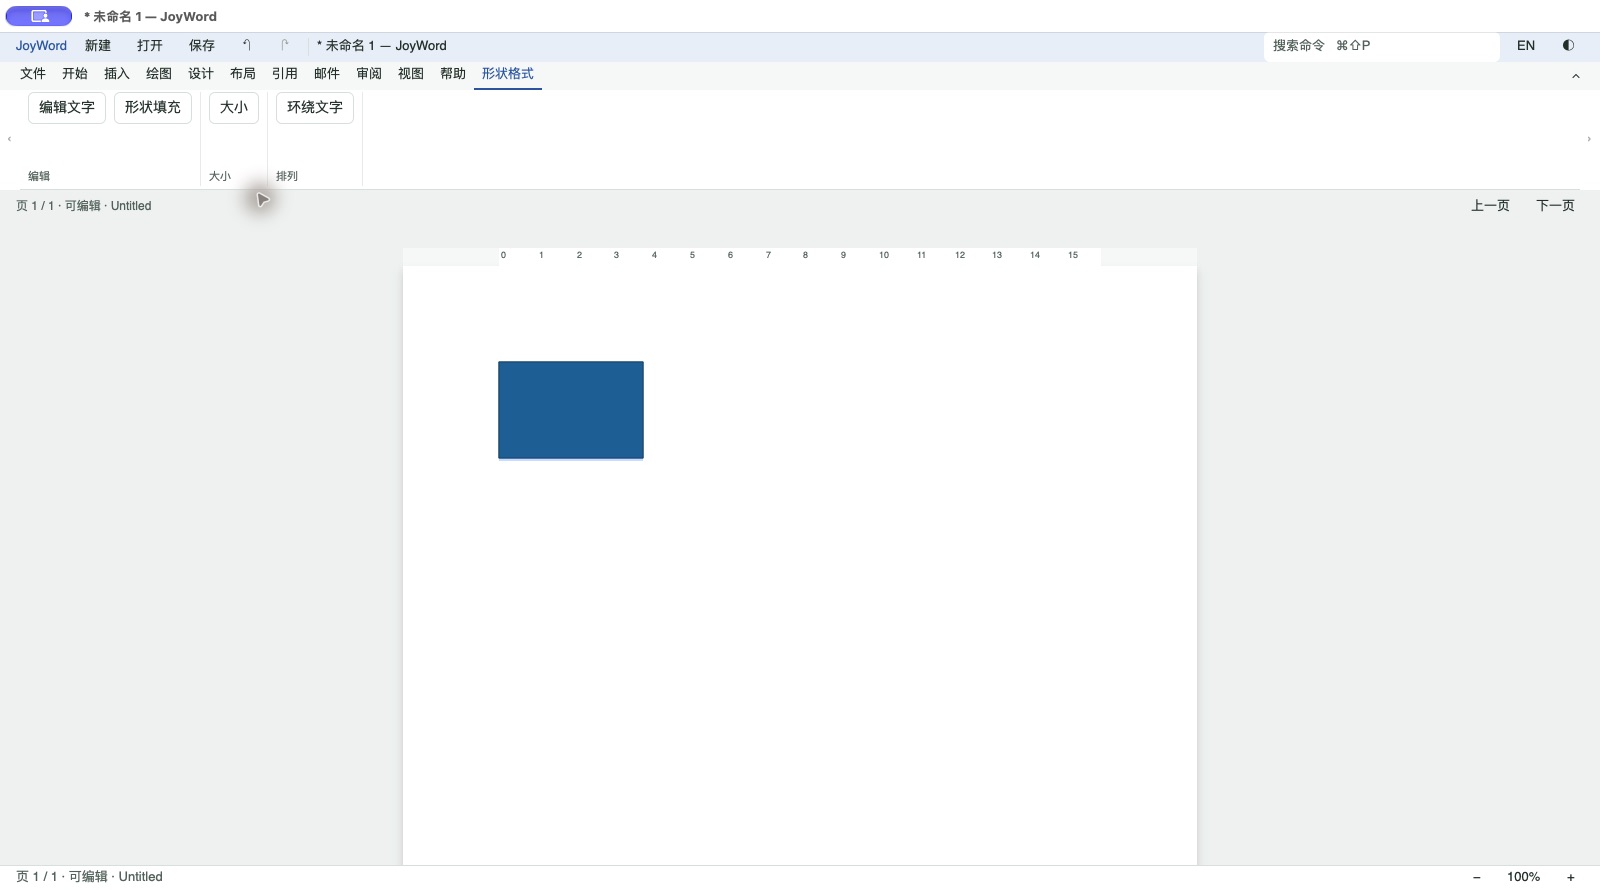 * 未命名 1 — JoyWord
JoyWord 新建 打开 保存 * 未命名 1 — JoyWord 搜索命令 ⌘⇧P EN
文件 开始 插入 绘图 设计 布局 引用 邮件 审阅 视图 帮助 形状格式
编辑文字 形状填充 大小 环绕文字
编辑 大小 排列
页 1 / 1 · 可编辑 · Untitled 上一页 下一页
0 1 2 3 4 5 6 7 8 9 10 11 12 13 14 15
页 1 / 1 · 可编辑 · Untitled − 100% +